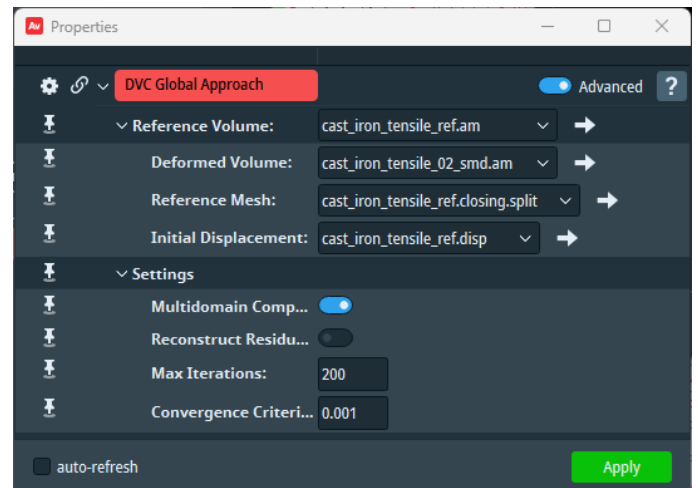 Av Properties
DVC Global Approach Advanced ?
Reference Volume: cast_iron_tensile_ref.am
Deformed Volume: cast_iron_tensile_02_smd.am
Reference Mesh: cast_iron_tensile_ref.closing.split
Initial Displacement: cast_iron_tensile_ref.disp
Settings
Multidomain Comp...
Reconstruct Residu...
Max Iterations: 200
Convergence Criteri... 0.001
auto-refresh Apply